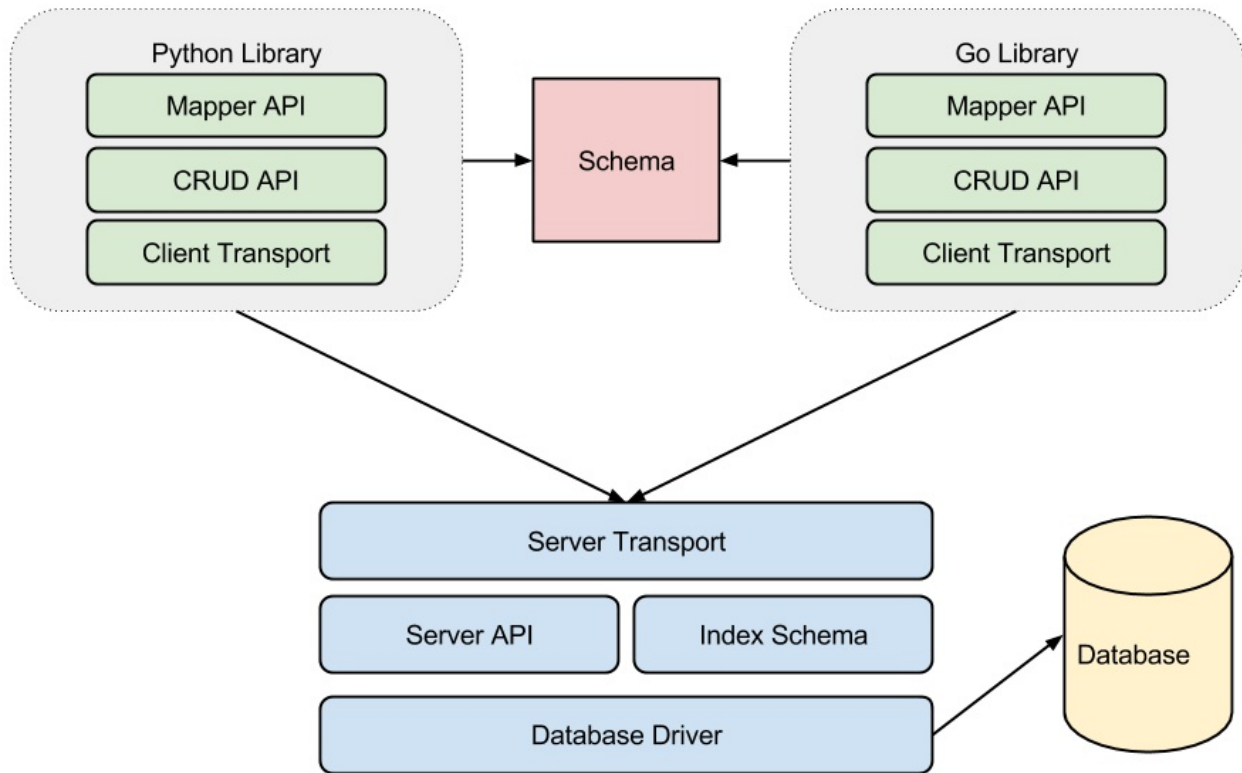 Python Library
Mapper API
CRUD API
Client Transport
Schema
Go Library
Mapper API
CRUD API
Client Transport
Server Transport
Server API
Index Schema
Database Driver
Database